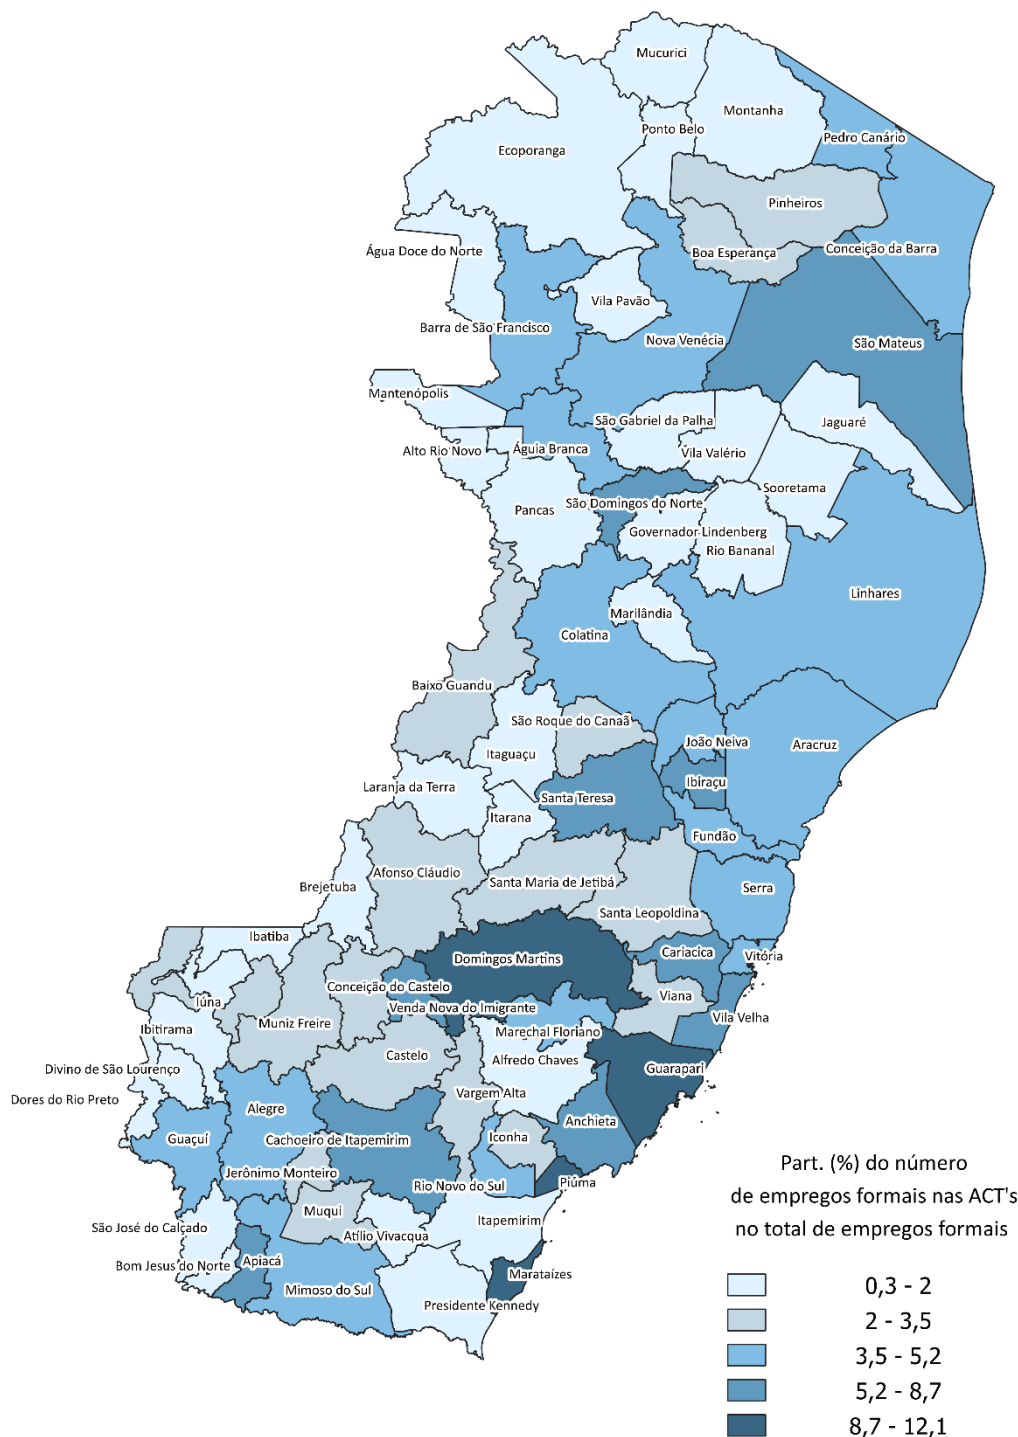 Mucurici
Montanha
Ponto Belo
Pedro Canário
Ecoporanga
Pinheiros
Água Doce do Norte
Boa Esperança
Conceição da Barra
Vila Pavão
Barra de São Francisco
Nova Venécia
São Mateus
Mantenópolis
São Gabriel da Palha
Jaguaré
Alto Rio Novo
Águia Branca
Vila Valério
Sooretama
São Domingos do Norte
Pancas
Governador Lindenberg
Rio Bananal
Linhares
Marilândia
Colatina
Baixo Guandu
São Roque do Canaã
João Neiva
Aracruz
Itaguaçu
Ibiraçu
Laranja da Terra
Santa Teresa
Itarana
Fundão
Afonso Cláudio
Santa Maria de Jetibá
Brejetuba
Serra
Santa Leopoldina
Ibatiba
Domingos Martins
Cariacica
Vitória
Conceição do Castelo
Iúna
Venda Nova do Imigrante
Viana
Vila Velha
Muniz Freire
Ibitirama
Marechal Floriano
Castelo
Alfredo Chaves
Divino de São Lourenço
Guarapari
Vargem Alta
Dores do Rio Preto
Alegre
Anchieta
Guaçuí
Cachoeiro de Itapemirim
Iconha
Jerônimo Monteiro
Rio Novo do Sul
Piúma
Muqui
São José do Calçado
Itapemirim
Atílio Vivacqua
Bom Jesus do Norte
Apiacá
Marataízes
Mimoso do Sul
Presidente Kennedy
Part. (%) do número
de empregos formais nas ACT's
no total de empregos formais
0,3 - 2
2 - 3,5
3,5 - 5,2
5,2 - 8,7
8,7 - 12,1